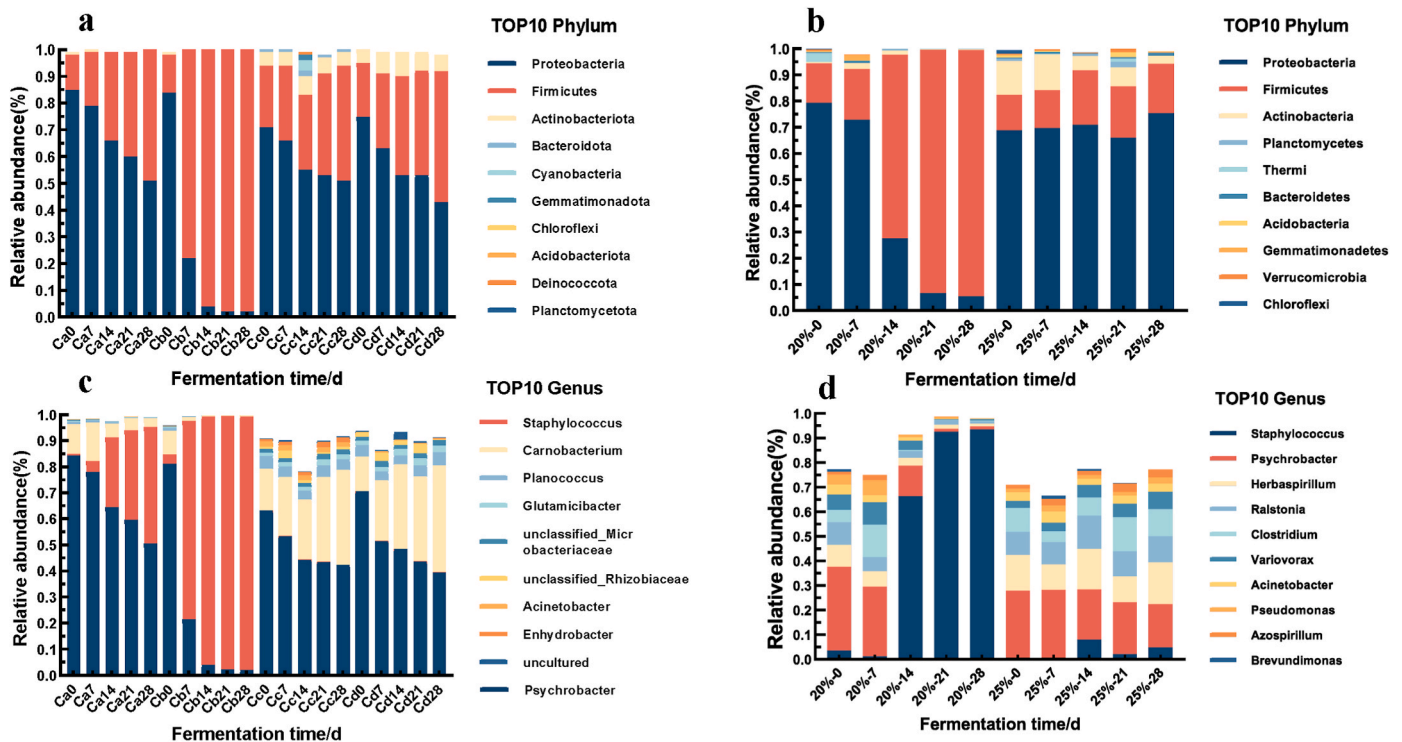 a
TOP10 Phylum
Relative abundance(%)
1.0
0.9
0.8
0.7
0.6
0.5
0.4
0.3
0.2
0.1
0.0
Ca0 Ca7 Ca14 Ca21 Ca28 Cb0 Cb7 Cb14 Cb21 Cb28 Cc0 Cc7 Cc14 Cc21 Cc28 Cd0 Cd7 Cd14 Cd21 Cd28
Fermentation time/d
Proteobacteria
Firmicutes
Actinobacteriota
Bacteroidota
Cyanobacteria
Gemmatimonadota
Chloroflexi
Acidobacteriota
Deinococcota
Planctomycetota
b
TOP10 Phylum
Relative abundance(%)
1.0
0.9
0.8
0.7
0.6
0.5
0.4
0.3
0.2
0.1
0.0
20%-0 20%-7 20%-14 20%-21 20%-28 25%-0 25%-7 25%-14 25%-21 25%-28
Fermentation time/d
Proteobacteria
Firmicutes
Actinobacteria
Planctomycetes
Thermi
Bacteroidetes
Acidobacteria
Gemmatimonadetes
Verrucomicrobia
Chloroflexi
c
TOP10 Genus
Relative abundance(%)
1.0
0.9
0.8
0.7
0.6
0.5
0.4
0.3
0.2
0.1
0.0
Ca0 Ca7 Ca14 Ca21 Ca28 Cb0 Cb7 Cb14 Cb21 Cb28 Cc0 Cc7 Cc14 Cc21 Cc28 Cd0 Cd7 Cd14 Cd21 Cd28
Fermentation time/d
Staphylococcus
Carnobacterium
Planococcus
Glutamicibacter
unclassified_Micr
obacteriaceae
unclassified_Rhizobiaceae
Acinetobacter
Enhydrobacter
uncultured
Psychrobacter
d
TOP10 Genus
Relative abundance(%)
1.0
0.9
0.8
0.7
0.6
0.5
0.4
0.3
0.2
0.1
0.0
20%-0 20%-7 20%-14 20%-21 20%-28 25%-0 25%-7 25%-14 25%-21 25%-28
Fermentation time/d
Staphylococcus
Psychrobacter
Herbaspirillum
Ralstonia
Clostridium
Variovorax
Acinetobacter
Pseudomonas
Azospirillum
Brevundimonas